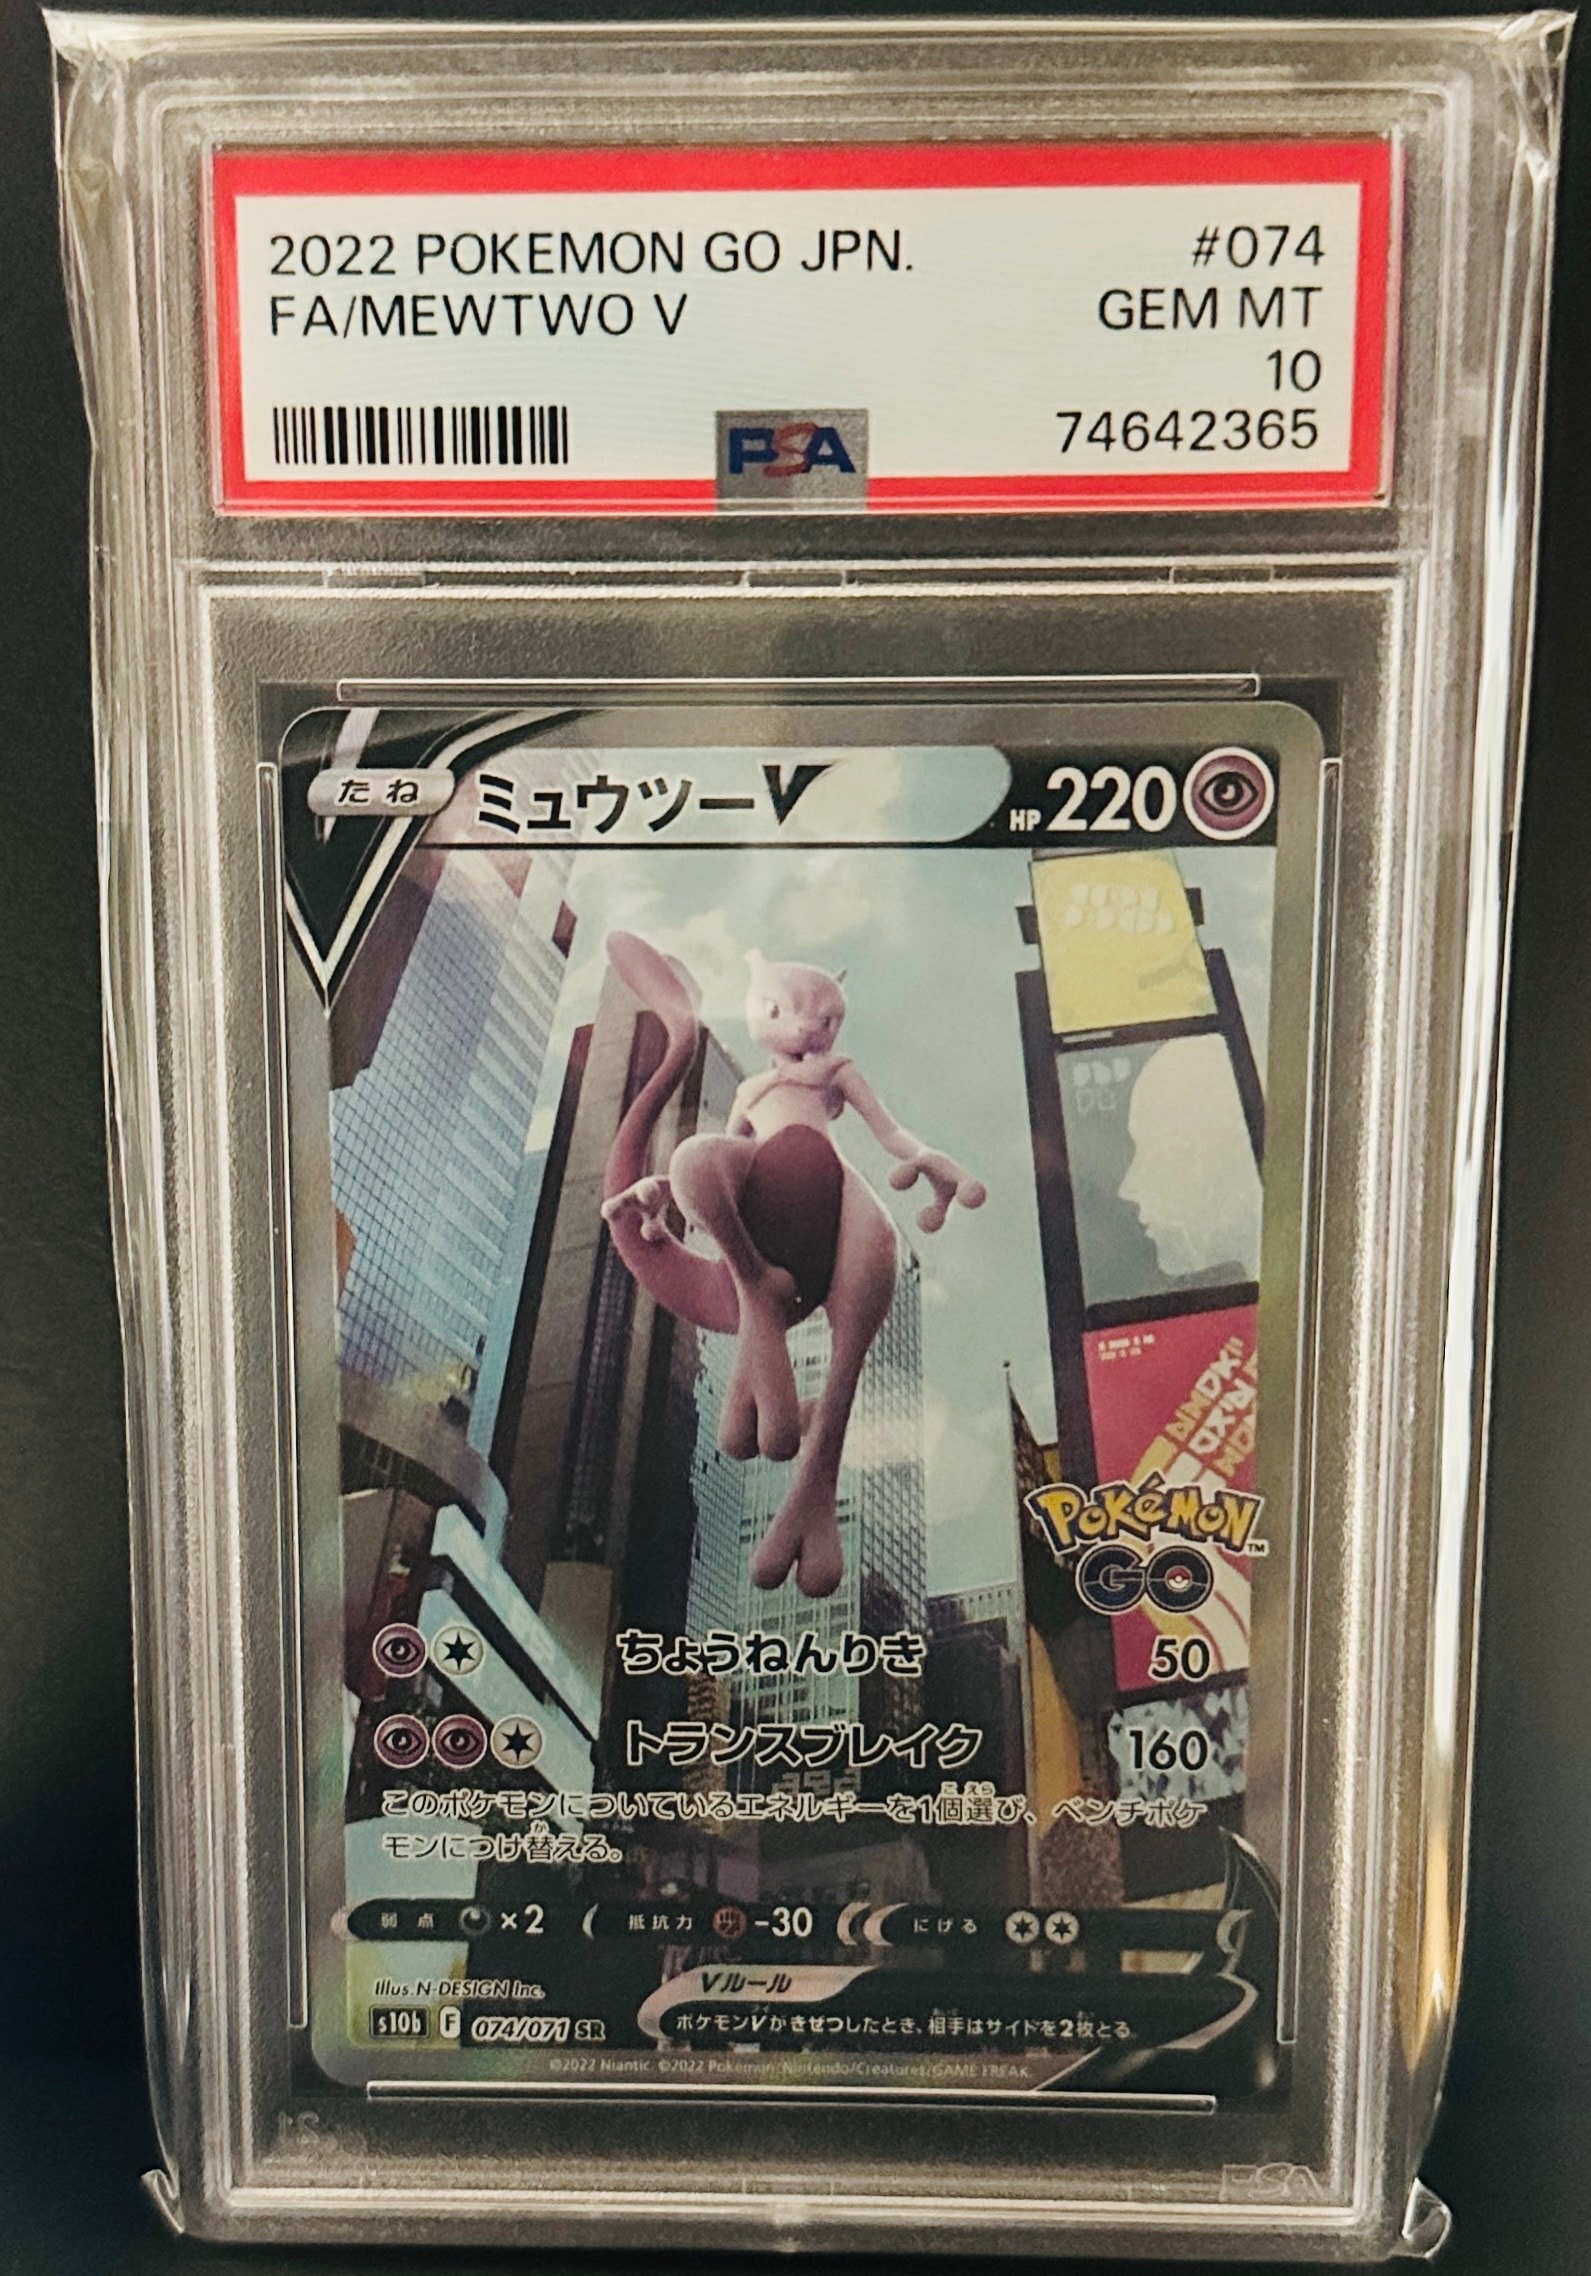 2022 POKEMON GO JPN. #074
FA/MEWTWO V GEM MT
10
PSA 74642365
たね ミュウツーV HP 220
POKéMON™
GO
ちょうねんりき 50
トランスブレイク 160
このポケモンについているエネルギーを1個選び、ベンチポケ
モンにつけ替える。
弱点 ×2 抵抗力 -30 にげる
Illus. N-DESIGN Inc.
Vルール
s10b F 074/071 SR
ポケモンVがきぜつしたとき、相手はサイドを2枚とる。
©2022 Niantic. ©2022 Pokémon/Nintendo/Creatures/GAME FREAK.
PSA